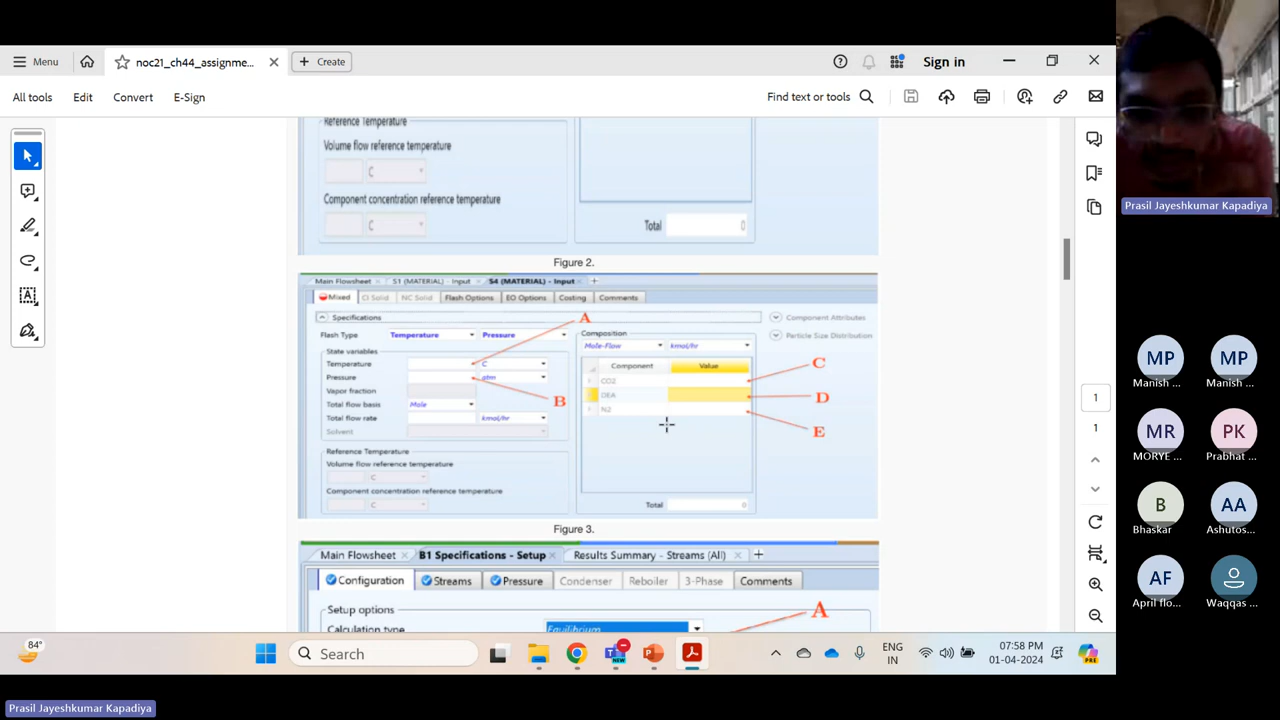 Menu
noc21_ch44_assignme...
Create
Sign in
All tools
Edit
Convert
E-Sign
Find text or tools
Reference Temperature
Volume flow reference temperature
C
Component concentration reference temperature
C
Total
0
Figure 2.
Main Flowsheet
S1 (MATERIAL) - Input
S4 (MATERIAL) - Input
+
Mixed
CI Solid
NC Solid
Flash Options
EO Options
Costing
Comments
Specifications
Component Attributes
Flash Type
Temperature
Pressure
Composition
Particle Size Distribution
Mole-Flow
kmol/hr
State variables
Temperature
C
Pressure
atm
Vapor fraction
Total flow basis
Mole
Total flow rate
kmol/hr
Solvent
Reference Temperature
Volume flow reference temperature
C
Component concentration reference temperature
C
Component
Value
CO2
DEA
N2
Total
0
A
B
C
D
E
Figure 3.
Main Flowsheet
B1 Specifications - Setup
Results Summary - Streams (All)
+
Configuration
Streams
Pressure
Condenser
Reboiler
3-Phase
Comments
Setup options
Calculation type
Equilibrium
A
1
1
84°
Search
NEW
ENG
IN
07:58 PM
01-04-2024
PRE
Prasil Jayeshkumar Kapadiya
MP
Manish ...
MP
Manish ...
MR
MORYE ...
PK
Prabhat ...
B
Bhaskar
AA
Ashutos...
AF
April flo...
Waqqas ...
Prasil Jayeshkumar Kapadiya